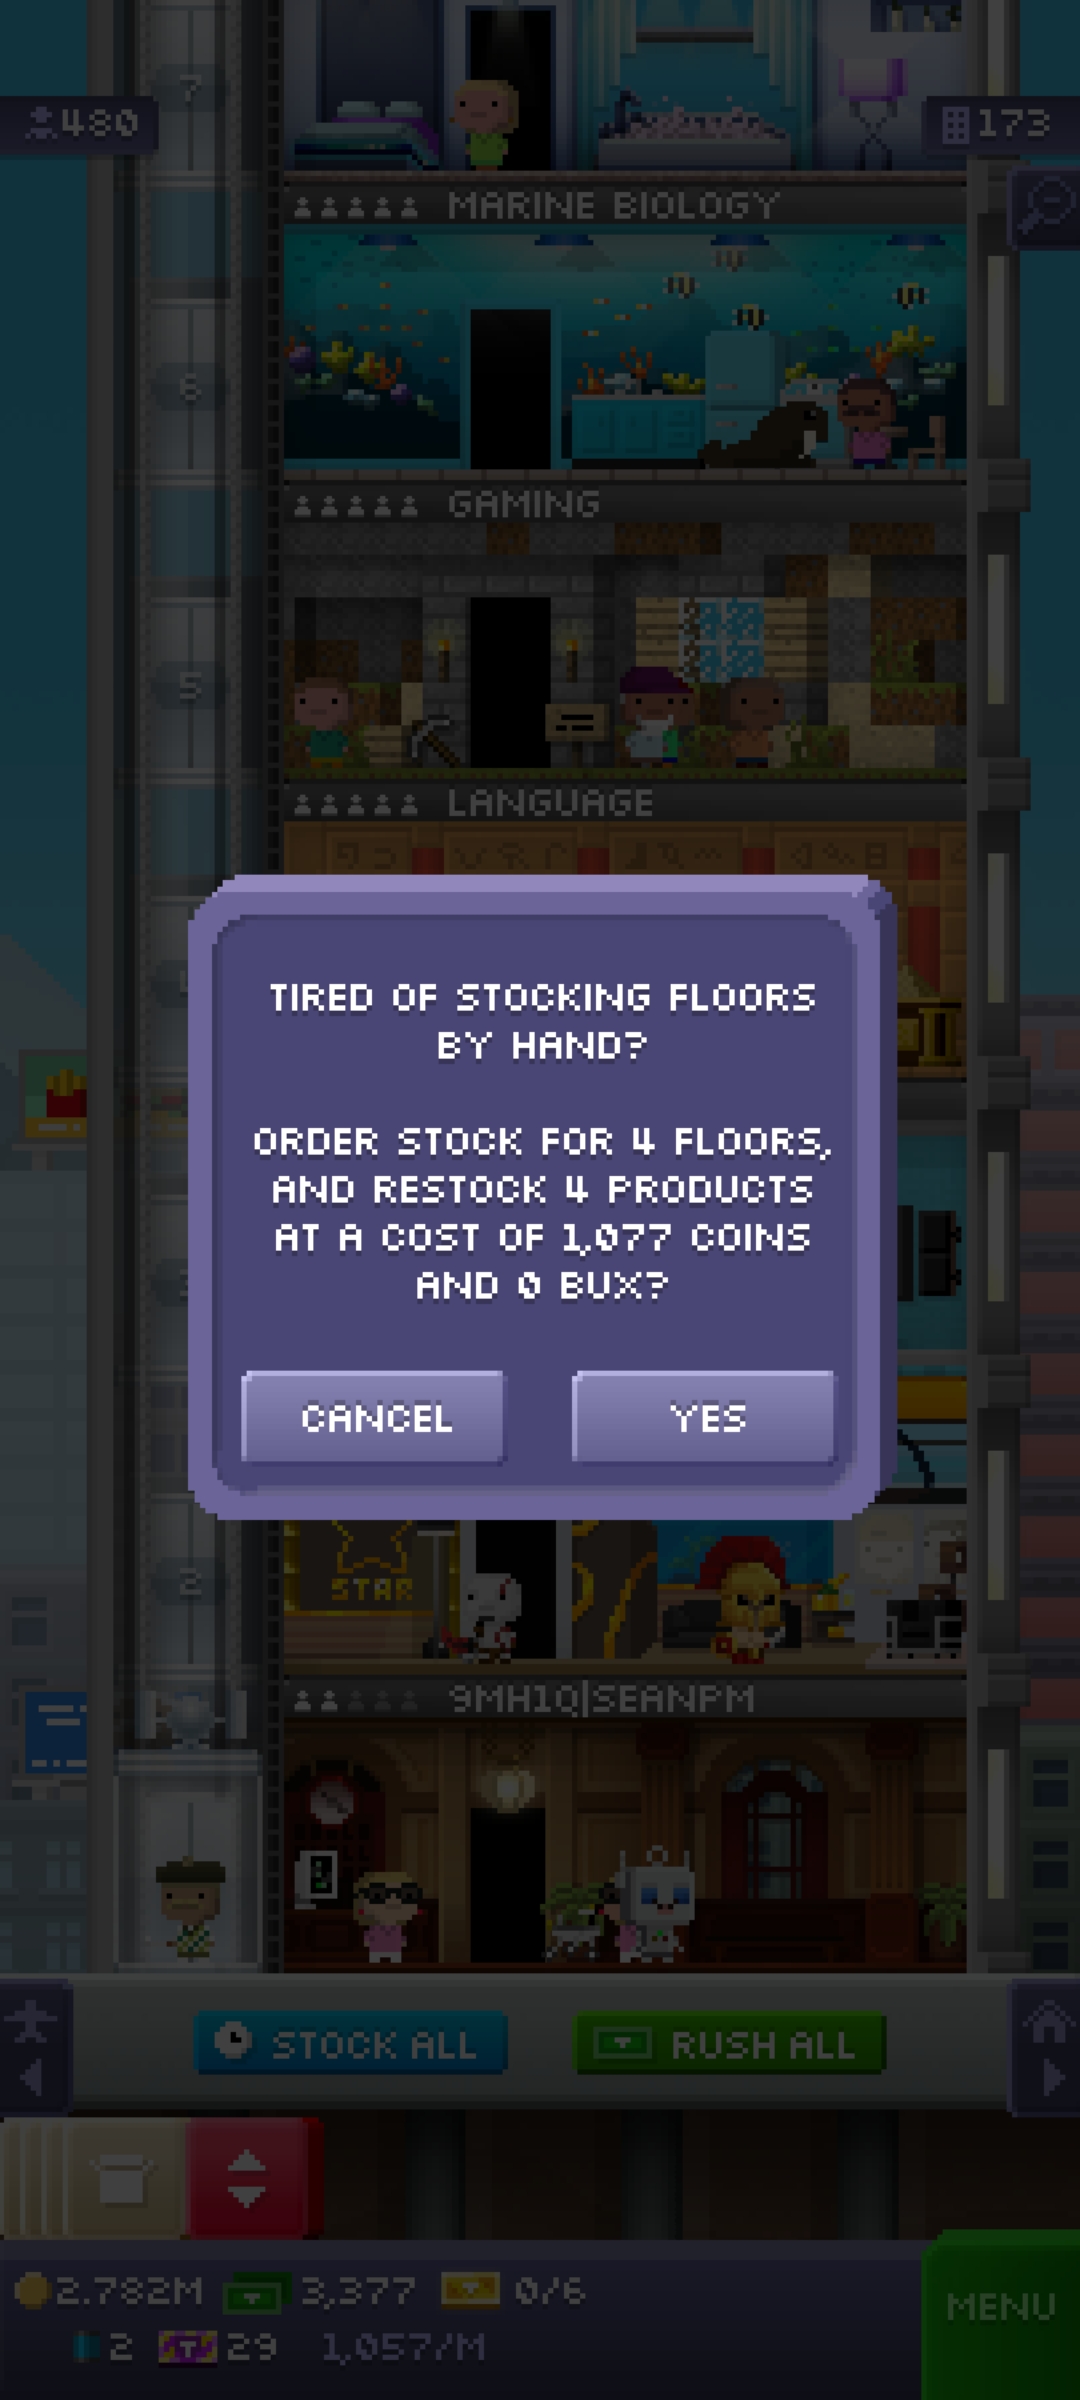 7
480
173
MARINE BIOLOGY
6
GAMING
5
LANGUAGE
TIRED OF STOCKING FLOORS
BY HAND?
ORDER STOCK FOR 4 FLOORS,
AND RESTOCK 4 PRODUCTS
AT A COST OF 1,077 COINS
AND 0 BUX?
CANCEL
YES
2
STAR
9MH1Q|SEANPM
STOCK ALL
RUSH ALL
2.782M
3,377
0/6
MENU
2
29
1,057/M